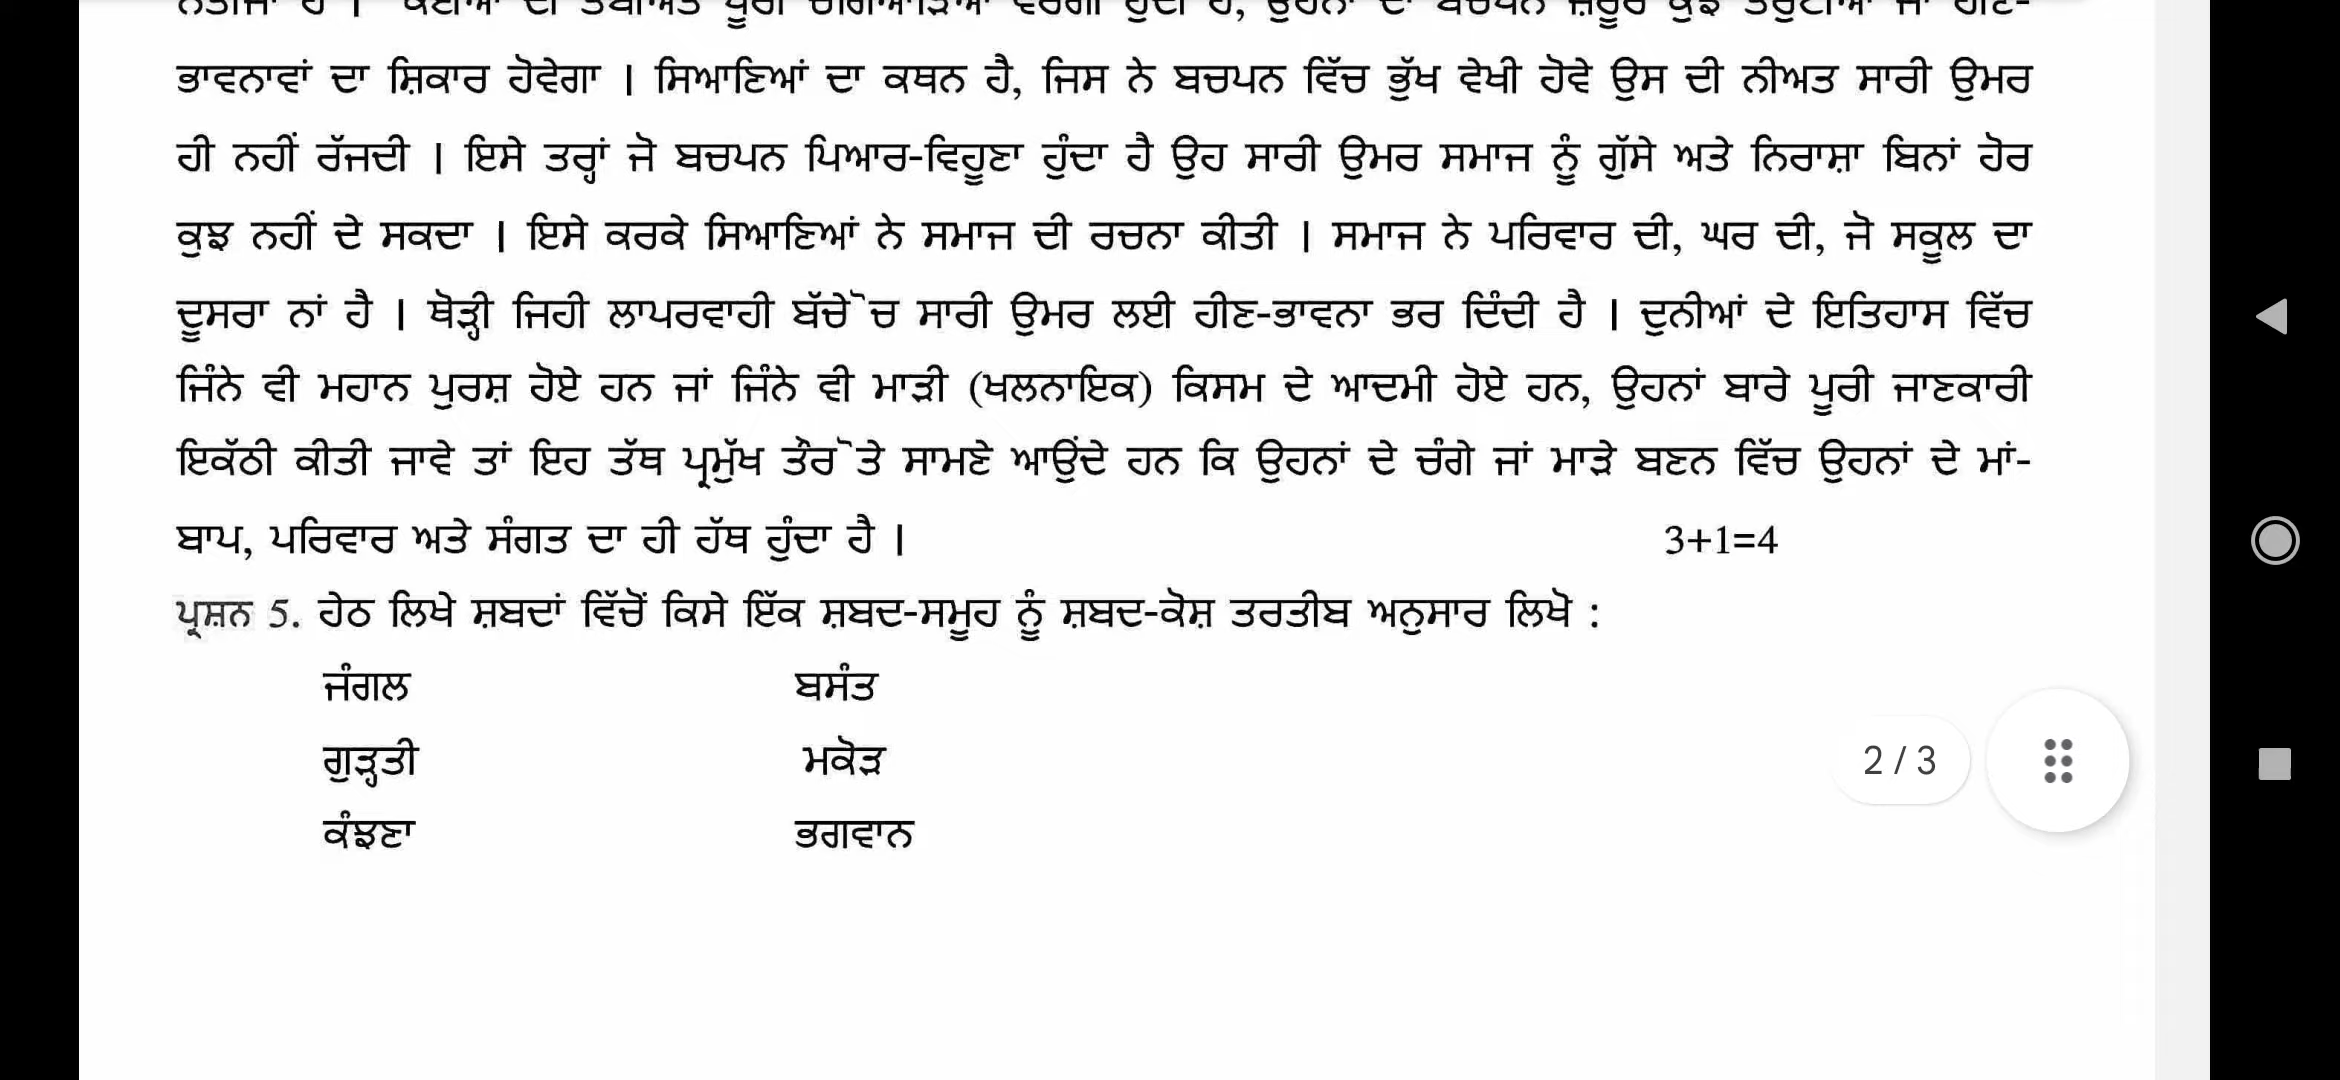 ਭਾਵਨਾਵਾਂ ਦਾ ਸ਼ਿਕਾਰ ਹੋਵੇਗਾ । ਸਿਆਣਿਆਂ ਦਾ ਕਥਨ ਹੈ, ਜਿਸ ਨੇ ਬਚਪਨ ਵਿੱਚ ਭੁੱਖ ਵੇਖੀ ਹੋਵੇ ਉਸ ਦੀ ਨੀਅਤ ਸਾਰੀ ਉਮਰ
ਹੀ ਨਹੀਂ ਰੱਜਦੀ । ਇਸੇ ਤਰ੍ਹਾਂ ਜੋ ਬਚਪਨ ਪਿਆਰ-ਵਿਹੂਣਾ ਹੁੰਦਾ ਹੈ ਉਹ ਸਾਰੀ ਉਮਰ ਸਮਾਜ ਨੂੰ ਗੁੱਸੇ ਅਤੇ ਨਿਰਾਸ਼ਾ ਬਿਨਾਂ ਹੋਰ
ਕੁਝ ਨਹੀਂ ਦੇ ਸਕਦਾ । ਇਸੇ ਕਰਕੇ ਸਿਆਣਿਆਂ ਨੇ ਸਮਾਜ ਦੀ ਰਚਨਾ ਕੀਤੀ । ਸਮਾਜ ਨੇ ਪਰਿਵਾਰ ਦੀ, ਘਰ ਦੀ, ਜੋ ਸਕੂਲ ਦਾ
ਦੂਸਰਾ ਨਾਂ ਹੈ । ਥੋੜ੍ਹੀ ਜਿਹੀ ਲਾਪਰਵਾਹੀ ਬੱਚੇ ੋਚ ਸਾਰੀ ਉਮਰ ਲਈ ਹੀਣ-ਭਾਵਨਾ ਭਰ ਦਿੰਦੀ ਹੈ । ਦੁਨੀਆਂ ਦੇ ਇਤਿਹਾਸ ਵਿੱਚ
ਜਿੰਨੇ ਵੀ ਮਹਾਨ ਪੁਰਸ਼ ਹੋਏ ਹਨ ਜਾਂ ਜਿੰਨੇ ਵੀ ਮਾੜੀ (ਖਲਨਾਇਕ) ਕਿਸਮ ਦੇ ਆਦਮੀ ਹੋਏ ਹਨ, ਉਹਨਾਂ ਬਾਰੇ ਪੂਰੀ ਜਾਣਕਾਰੀ
ਇਕੱਠੀ ਕੀਤੀ ਜਾਵੇ ਤਾਂ ਇਹ ਤੱਥ ਪ੍ਰਮੁੱਖ ਤੌਰ ੋਤੇ ਸਾਮਣੇ ਆਉਂਦੇ ਹਨ ਕਿ ਉਹਨਾਂ ਦੇ ਚੰਗੇ ਜਾਂ ਮਾੜੇ ਬਣਨ ਵਿੱਚ ਉਹਨਾਂ ਦੇ ਮਾਂ-
ਬਾਪ, ਪਰਿਵਾਰ ਅਤੇ ਸੰਗਤ ਦਾ ਹੀ ਹੱਥ ਹੁੰਦਾ ਹੈ । 3+1=4
ਪ੍ਰਸ਼ਨ 5. ਹੇਠ ਲਿਖੇ ਸ਼ਬਦਾਂ ਵਿੱਚੋਂ ਕਿਸੇ ਇੱਕ ਸ਼ਬਦ-ਸਮੂਹ ਨੂੰ ਸ਼ਬਦ-ਕੋਸ਼ ਤਰਤੀਬ ਅਨੁਸਾਰ ਲਿਖੋ :
ਜੰਗਲ ਬਸੰਤ
ਗੁੜ੍ਹਤੀ ਮਕੋੜ
2 / 3
ਕੰਝਣਾ ਭਗਵਾਨ